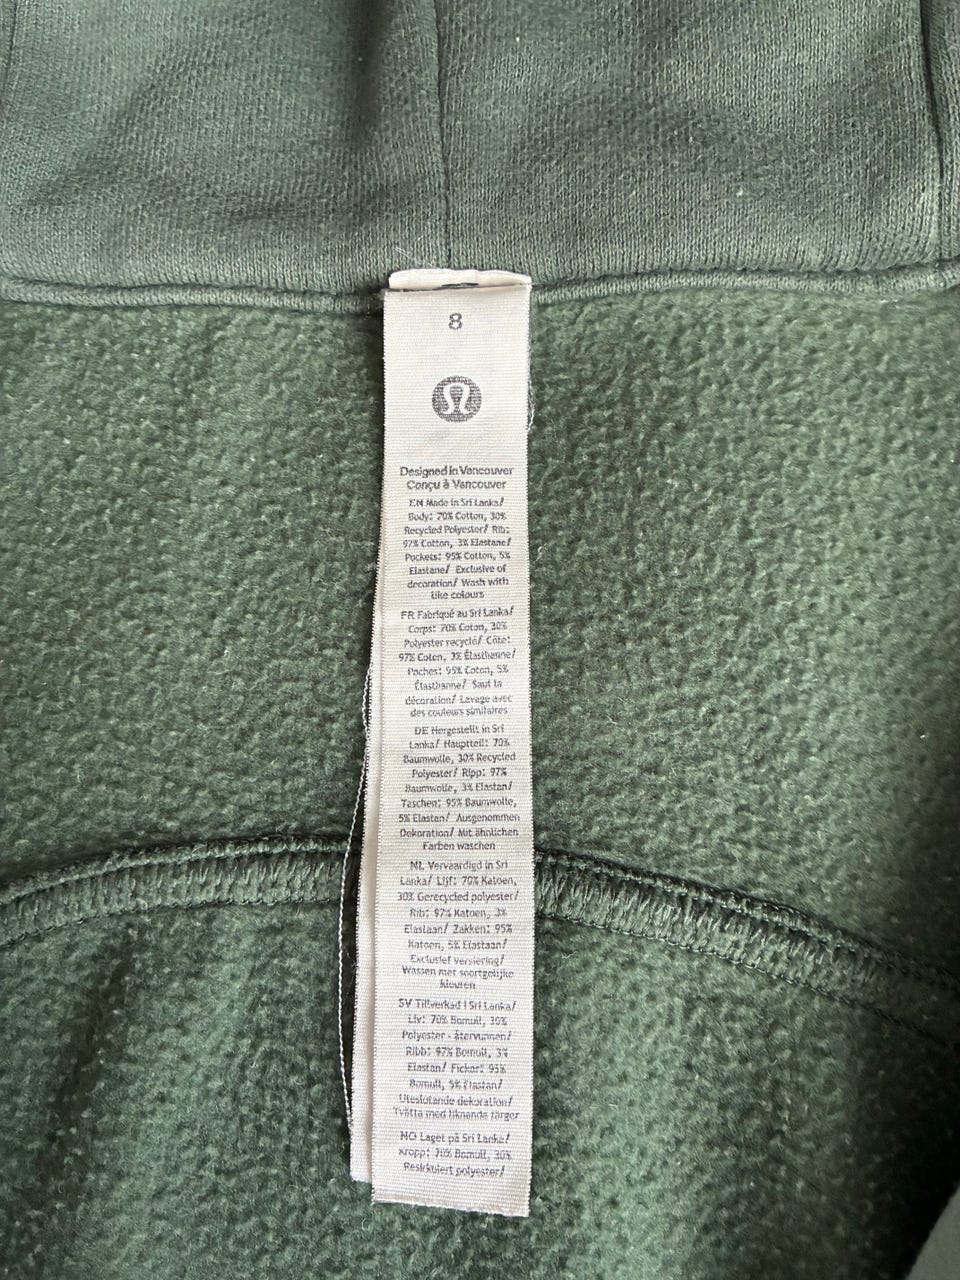 8
Designed in Vancouver
Conçu à Vancouver
EN Made in Sri Lanka/
Body: 70% Cotton, 30%
Recycled Polyester/ Rib:
97% Cotton, 3% Elastane/
Pockets: 95% Cotton, 5%
Elastane/ Exclusive of
decoration/ Wash with
like colours
FR Fabriqué au Sri Lanka/
Corps: 70% Coton, 30%
Polyester recyclé/ Côte:
97% Coton, 3% Élasthanne/
Poches: 95% Coton, 5%
Élasthanne/ Sauf la
décoration/ Lavage avec
des couleurs similaires
DE Hergestellt in Sri
Lanka/ Hauptteil: 70%
Baumwolle, 30% Recycled
Polyester/ Ripp: 97%
Baumwolle, 3% Elastan/
Taschen: 95% Baumwolle,
5% Elastan/ Ausgenommen
Dekoration/ Mit ähnlichen
Farben waschen
NL Vervaardigd in Sri
Lanka/ Lijf: 70% Katoen,
30% Gerecycled polyester/
Rib: 97% Katoen, 3%
Elastaan/ Zakken: 95%
Katoen, 5% Elastaan/
Exclusief versiering/
Wassen met soortgelijke
kleuren
SV Tillverkad i Sri Lanka/
Liv: 70% Bomull, 30%
Polyester - återvunnen/
Ribb: 97% Bomull, 3%
Elastan/ Fickor: 95%
Bomull, 5% Elastan/
Uteslutande dekoration/
Tvätta med liknande färger
NO Laget på Sri Lanka/
Kropp: 70% Bomull, 30%
Resirkulert polyester/